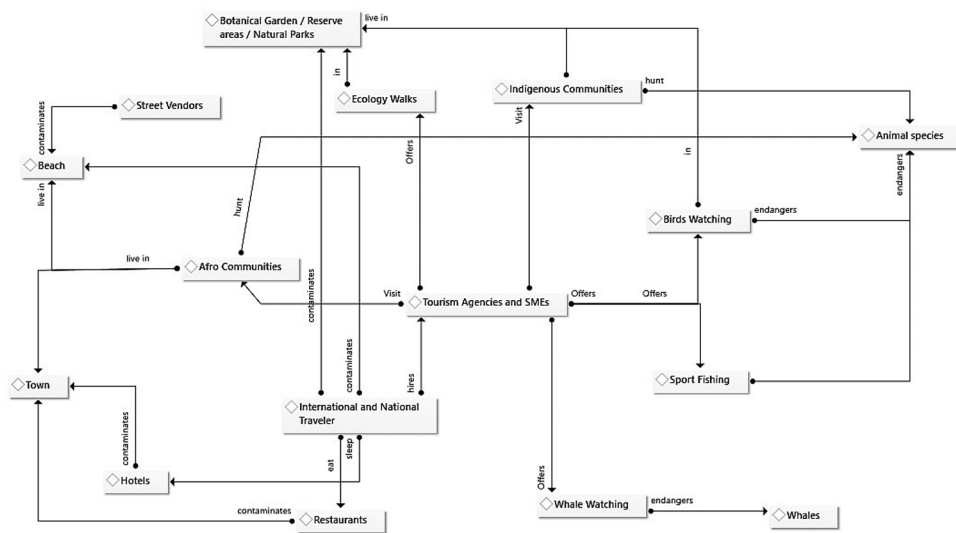 Botanical Garden / Reserve
areas / Natural Parks
live in
in
Ecology Walks
Indigenous Communities
hunt
Street Vendors
contaminates
Visit
Animal species
Beach
Offers
in
endangers
live in
hunt
Birds Watching
endangers
live in
Afro Communities
contaminates
Visit
Tourism Agencies and SMEs
Offers
Offers
Town
contaminates
hires
Sport Fishing
International and National
Traveler
contaminates
sleep
eat
Hotels
Offers
Whale Watching
endangers
Whales
contaminates
Restaurants